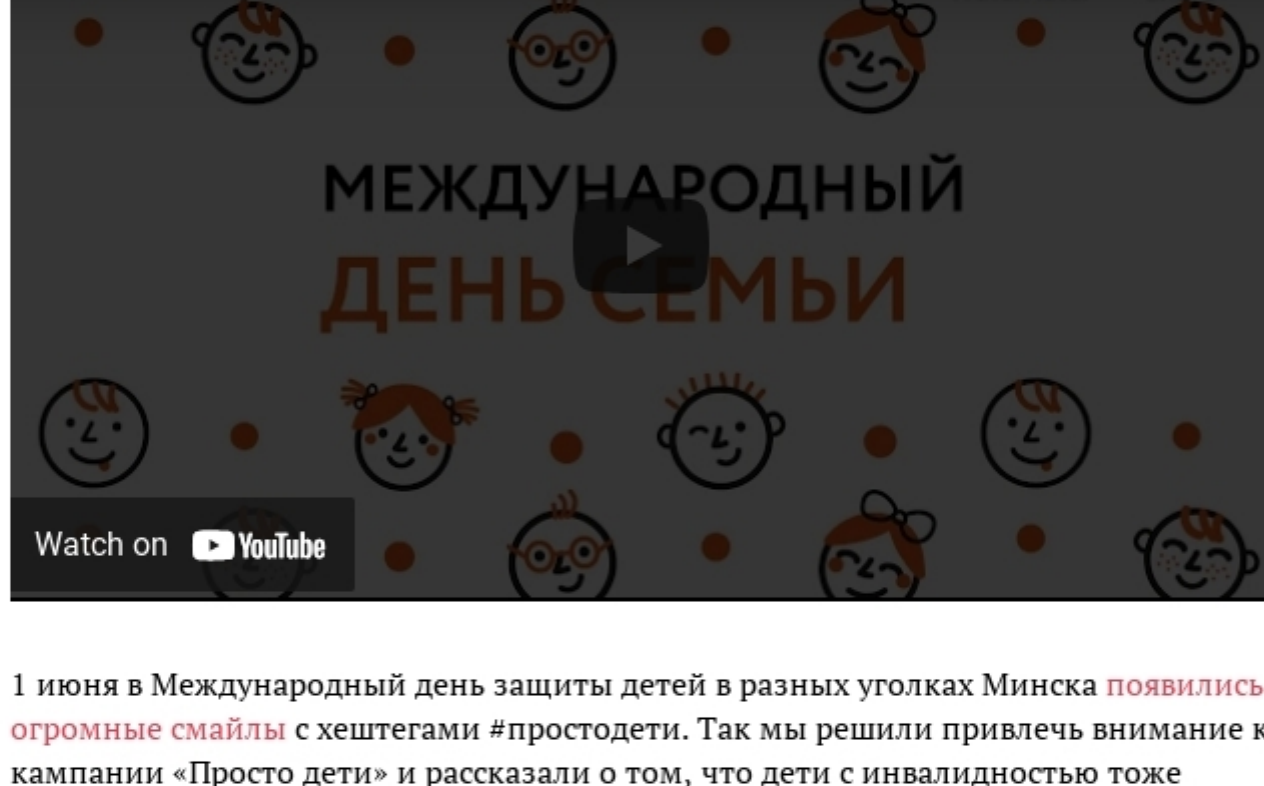 МЕЖДУНАРОДНЫЙ
ДЕНЬ СЕМЬИ
Watch on YouTube
1 июня в Международный день защиты детей в разных уголках Минска появились
огромные смайлы с хештегами #простодети. Так мы решили привлечь внимание к
кампании «Просто дети» и рассказали о том, что дети с инвалидностью тоже